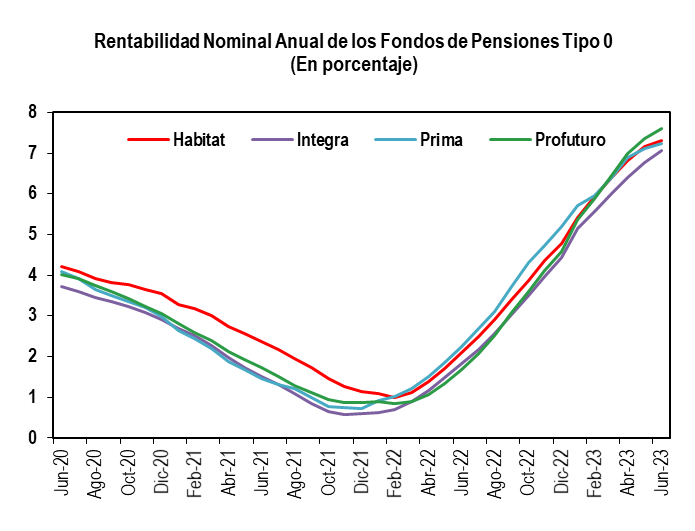 Rentabilidad Nominal Anual de los Fondos de Pensiones Tipo 0
(En porcentaje)
8
7
6
5
4
3
2
1
0
Habitat Integra Prima Profuturo
Jun-20 Ago-20 Oct-20 Dic-20 Feb-21 Abr-21 Jun-21 Ago-21 Oct-21 Dic-21 Feb-22 Abr-22 Jun-22 Ago-22 Oct-22 Dic-22 Feb-23 Abr-23 Jun-23